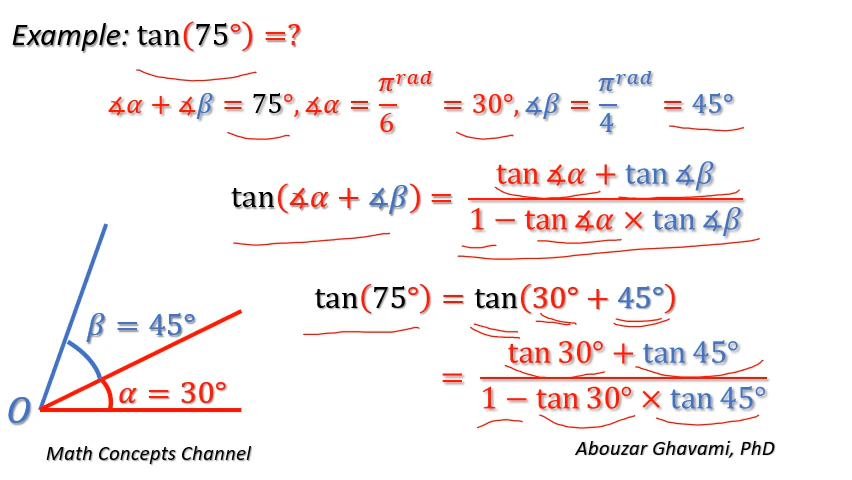 Example: tan(75°) =?
∡α + ∡β = 75°, ∡α = π/6 ʳᵃᵈ = 30°, ∡β = π/4 ʳᵃᵈ = 45°
tan(∡α + ∡β) = (tan ∡α + tan ∡β) / (1 − tan ∡α × tan ∡β)
tan(75°) = tan(30° + 45°)
= (tan 30° + tan 45°) / (1 − tan 30° × tan 45°)
β = 45°
α = 30°
O
Math Concepts Channel
Abouzar Ghavami, PhD